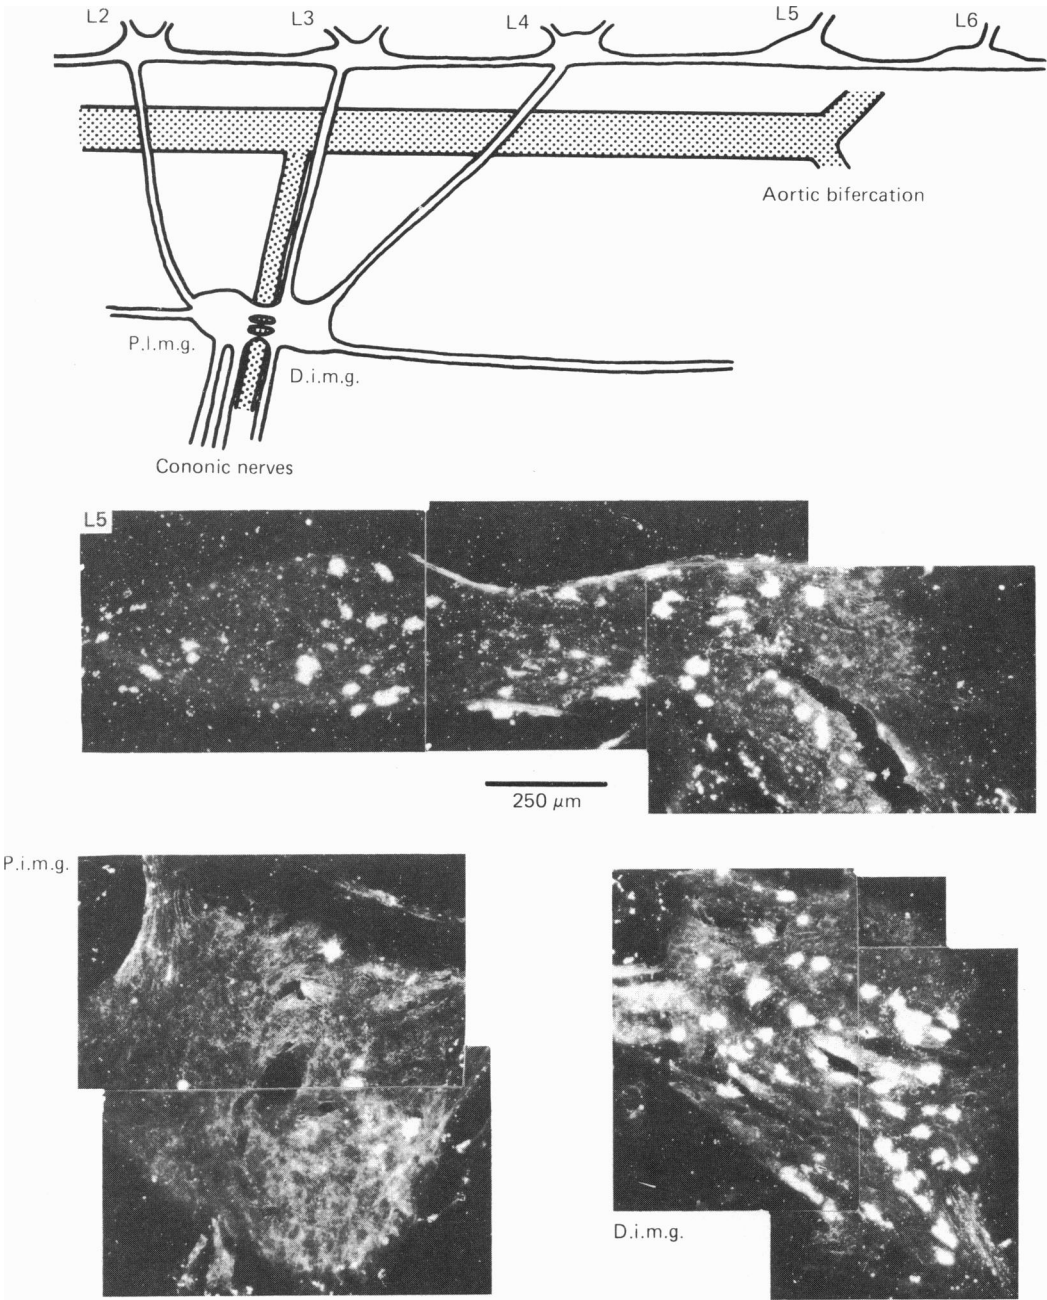 L2
L3
L4
L5
L6
Aortic bifercation
P.I.m.g.
D.i.m.g.
Cononic nerves
L5
250 μm
P.i.m.g.
D.i.m.g.